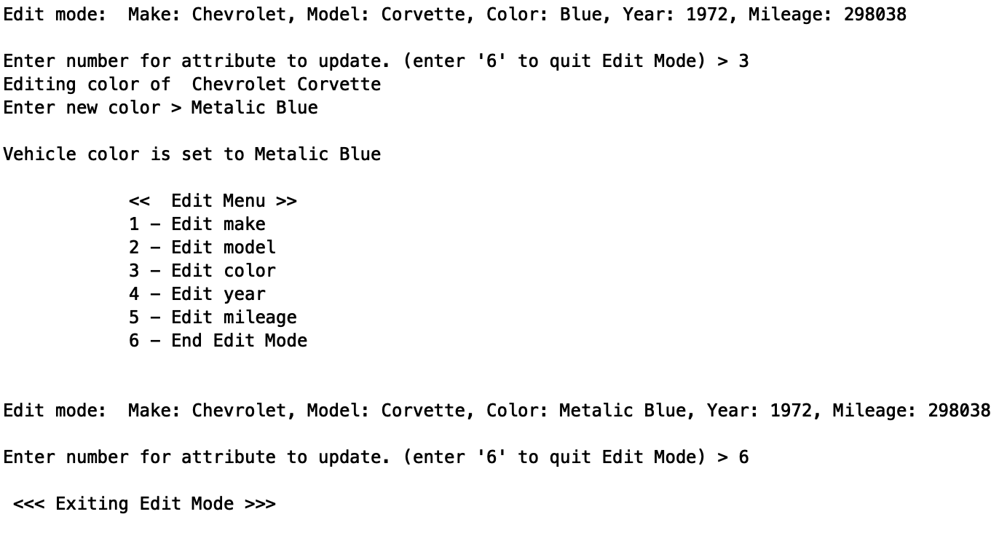 Edit mode:  Make: Chevrolet, Model: Corvette, Color: Blue, Year: 1972, Mileage: 298038
Enter number for attribute to update. (enter '6' to quit Edit Mode) > 3
Editing color of  Chevrolet Corvette
Enter new color > Metalic Blue
Vehicle color is set to Metalic Blue
<<  Edit Menu >>
1 – Edit make
2 – Edit model
3 – Edit color
4 – Edit year
5 – Edit mileage
6 – End Edit Mode
Edit mode:  Make: Chevrolet, Model: Corvette, Color: Metalic Blue, Year: 1972, Mileage: 298038
Enter number for attribute to update. (enter '6' to quit Edit Mode) > 6
<<< Exiting Edit Mode >>>